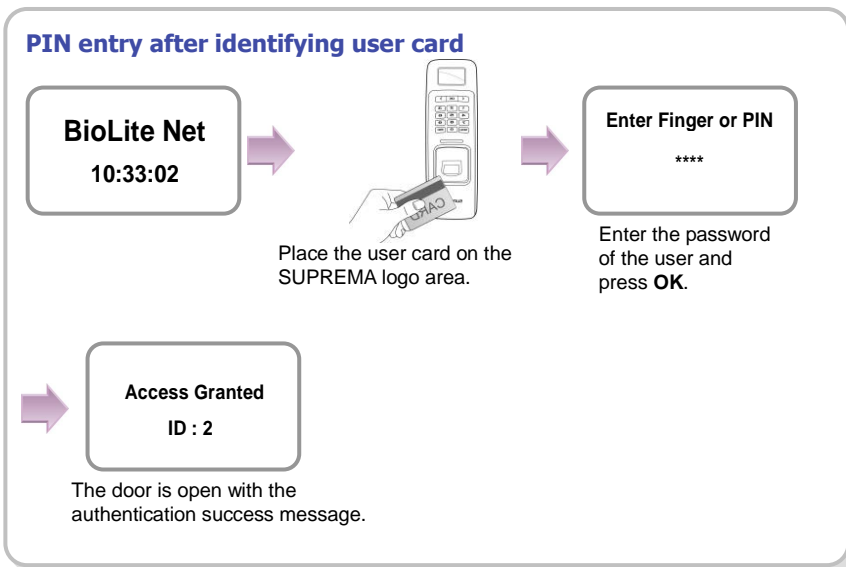 PIN entry after identifying user card
BioLite Net
10:33:02
CARD
Place the user card on the
SUPREMA logo area.
Enter Finger or PIN
****
Enter the password
of the user and
press OK.
Access Granted
ID : 2
The door is open with the
authentication success message.